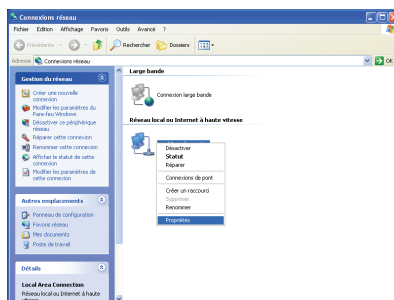 Connexions réseau
Fichier Edition Affichage Favoris Outils Avancé ?
Précédente Rechercher Dossiers
Adresse Connexions réseau OK
Gestion du réseau
Créer une nouvelle
connexion
Modifier les paramètres du
Pare-feu Windows
Désactiver ce périphérique
réseau
Réparer cette connexion
Renommer cette connexion
Afficher le statut de cette
connexion
Modifier les paramètres de
cette connexion
Autres emplacements
Panneau de configuration
Favoris réseau
Mes documents
Poste de travail
Détails
Local Area Connection
Réseau local ou Internet à haute
Large bande
Connexion large bande
Réseau local ou Internet à haute vitesse
Désactiver
Statut
Réparer
Connexions de pont
Créer un raccourci
Supprimer
Renommer
Propriétés